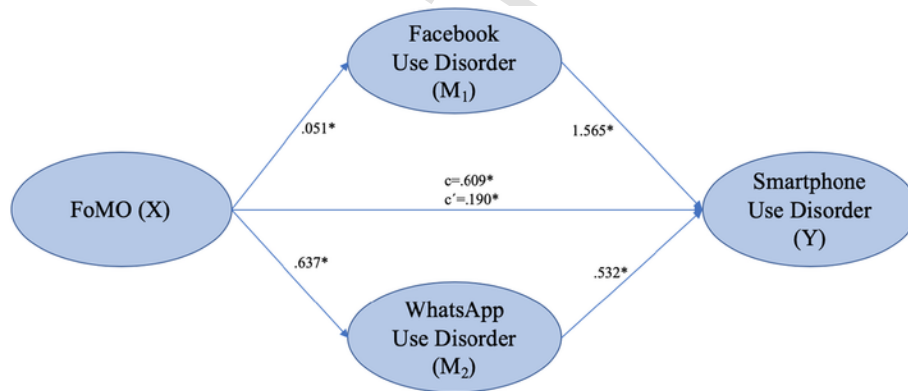 Facebook
Use Disorder
(M₁)
.051*
1.565*
c=.609*
c´=.190*
FoMO (X)
Smartphone
Use Disorder
(Y)
.637*
.532*
WhatsApp
Use Disorder
(M₂)